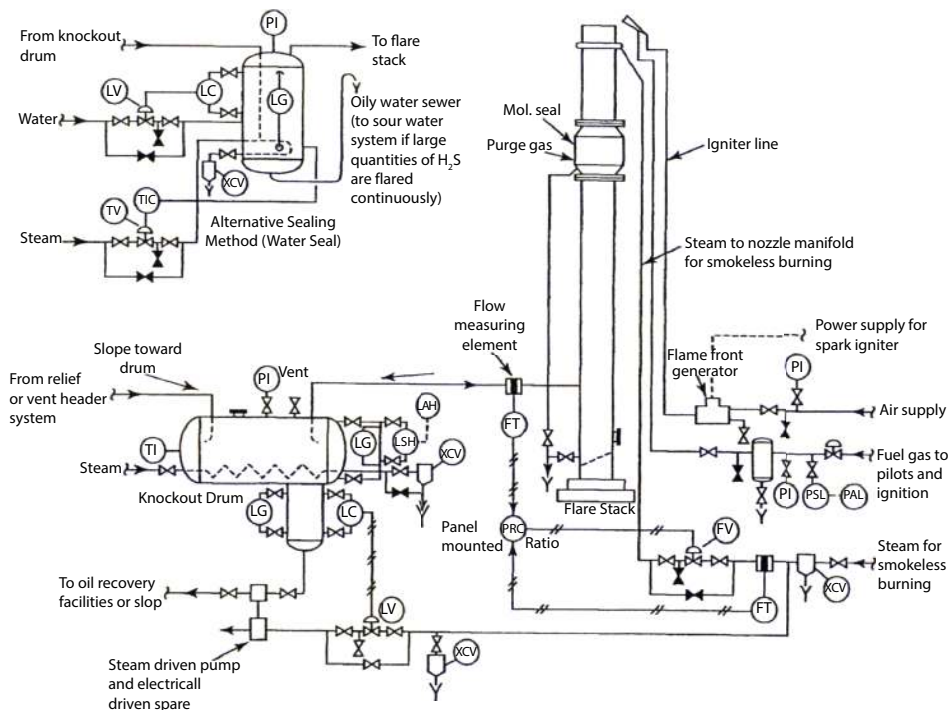 PI
From knockout
drum
To flare
stack
LV
LC
LG
Water
Oily water sewer
(to sour water
system if large
quantities of H2S
are flared
continuously)
XCV
TIC
TV
Alternative Sealing
Method (Water Seal)
Steam
Mol. seal
Purge gas
Igniter line
Steam to nozzle manifold
for smokeless burning
Flow
measuring
element
Power supply for
spark igniter
Flame front
generator
PI
Air supply
Slope toward
drum
From relief
or vent header
system
PI
Vent
LAH
FT
LG
LSH
XCV
TI
Steam
Knockout Drum
Fuel gas to
pilots and
ignition
PI
PSL
PAL
Flare Stack
LG
LC
Panel
mounted
PRC
Ratio
FV
Steam for
smokeless
burning
XCV
FT
To oil recovery
facilities or slop
LV
XCV
Steam driven pump
and electricall
driven spare